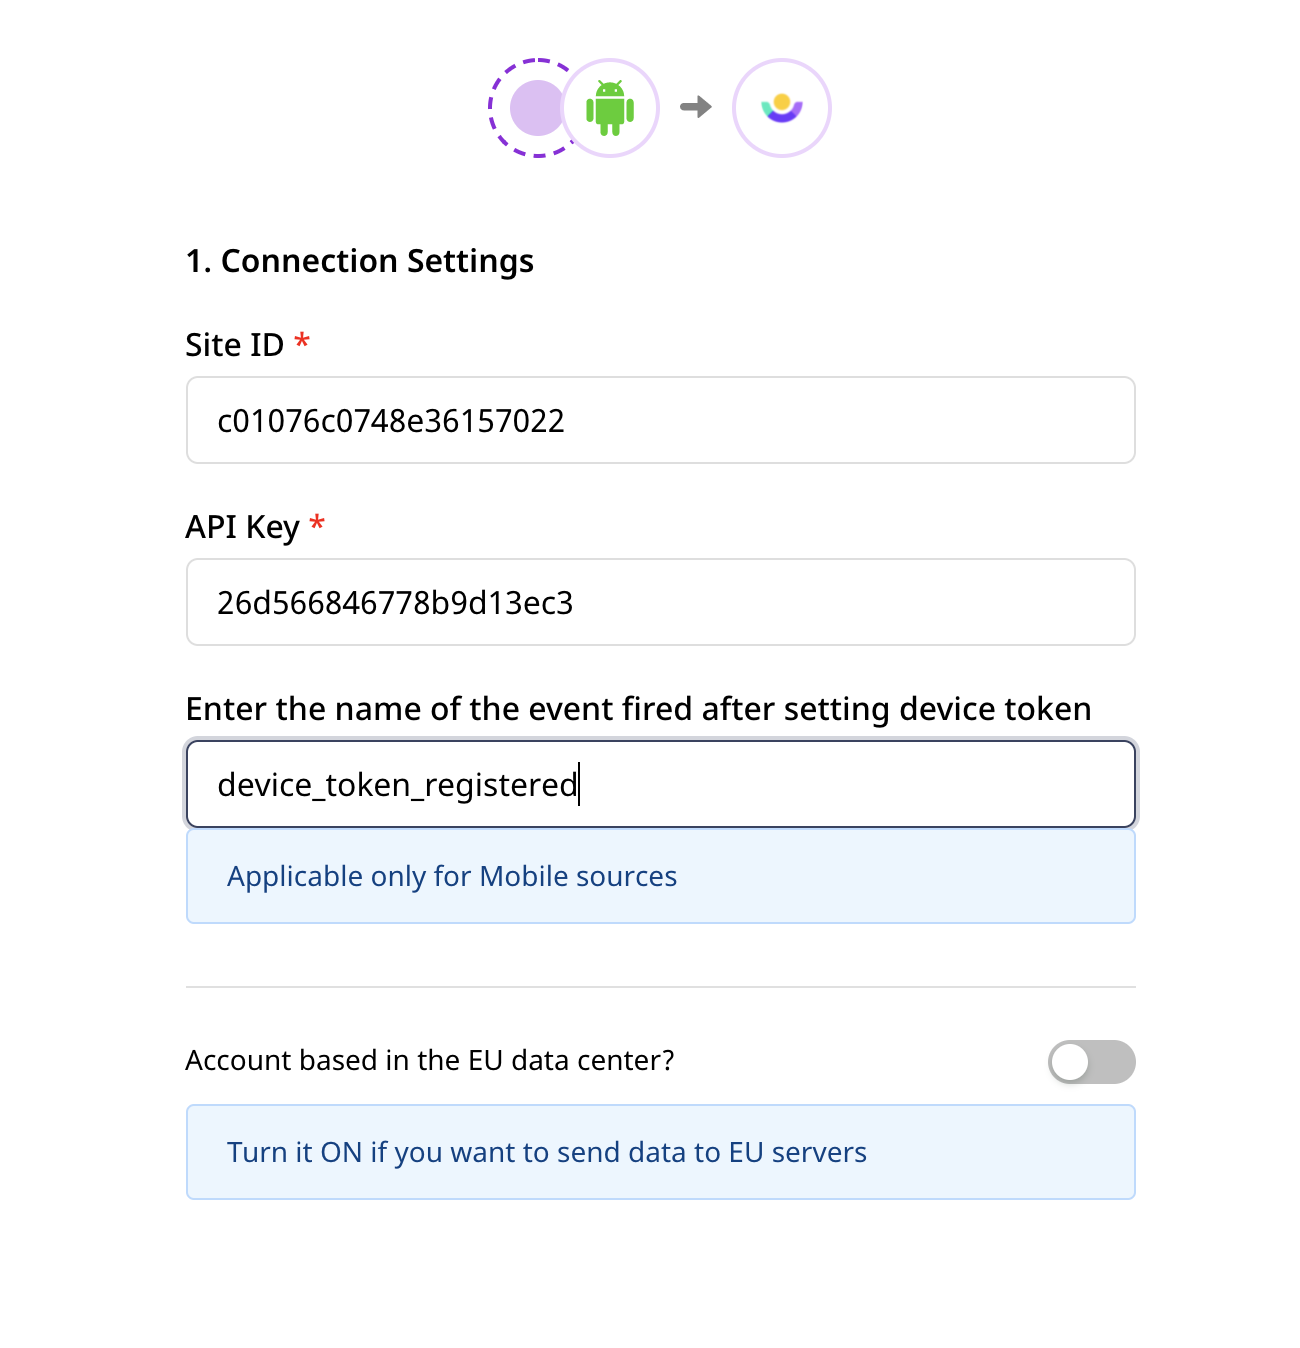 1. Connection Settings
Site ID *
c01076c0748e36157022
API Key *
26d566846778b9d13ec3
Enter the name of the event fired after setting device token
device_token_registered
Applicable only for Mobile sources
Account based in the EU data center?
Turn it ON if you want to send data to EU servers